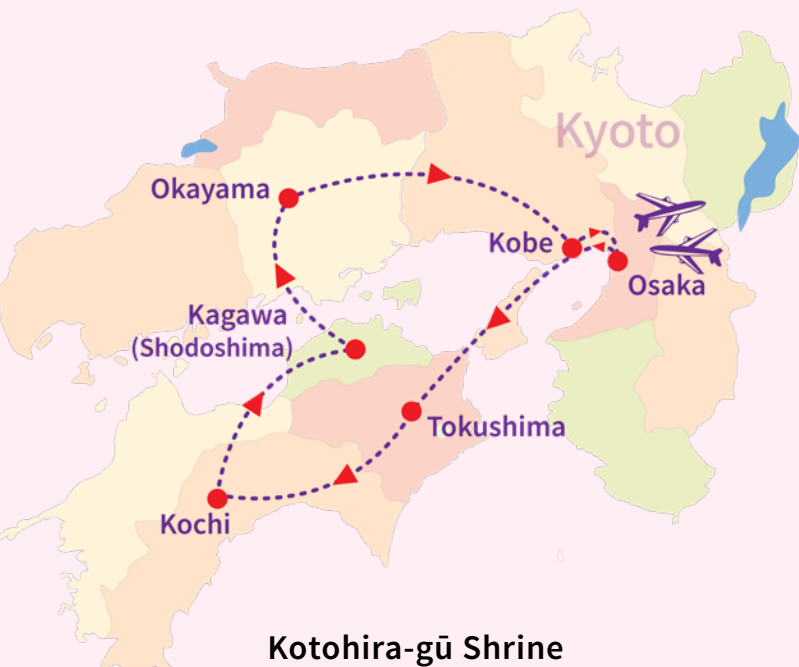 Kyoto
Okayama
Kobe
Osaka
Kagawa
(Shodoshima)
Tokushima
Kochi
Kotohira-gū Shrine